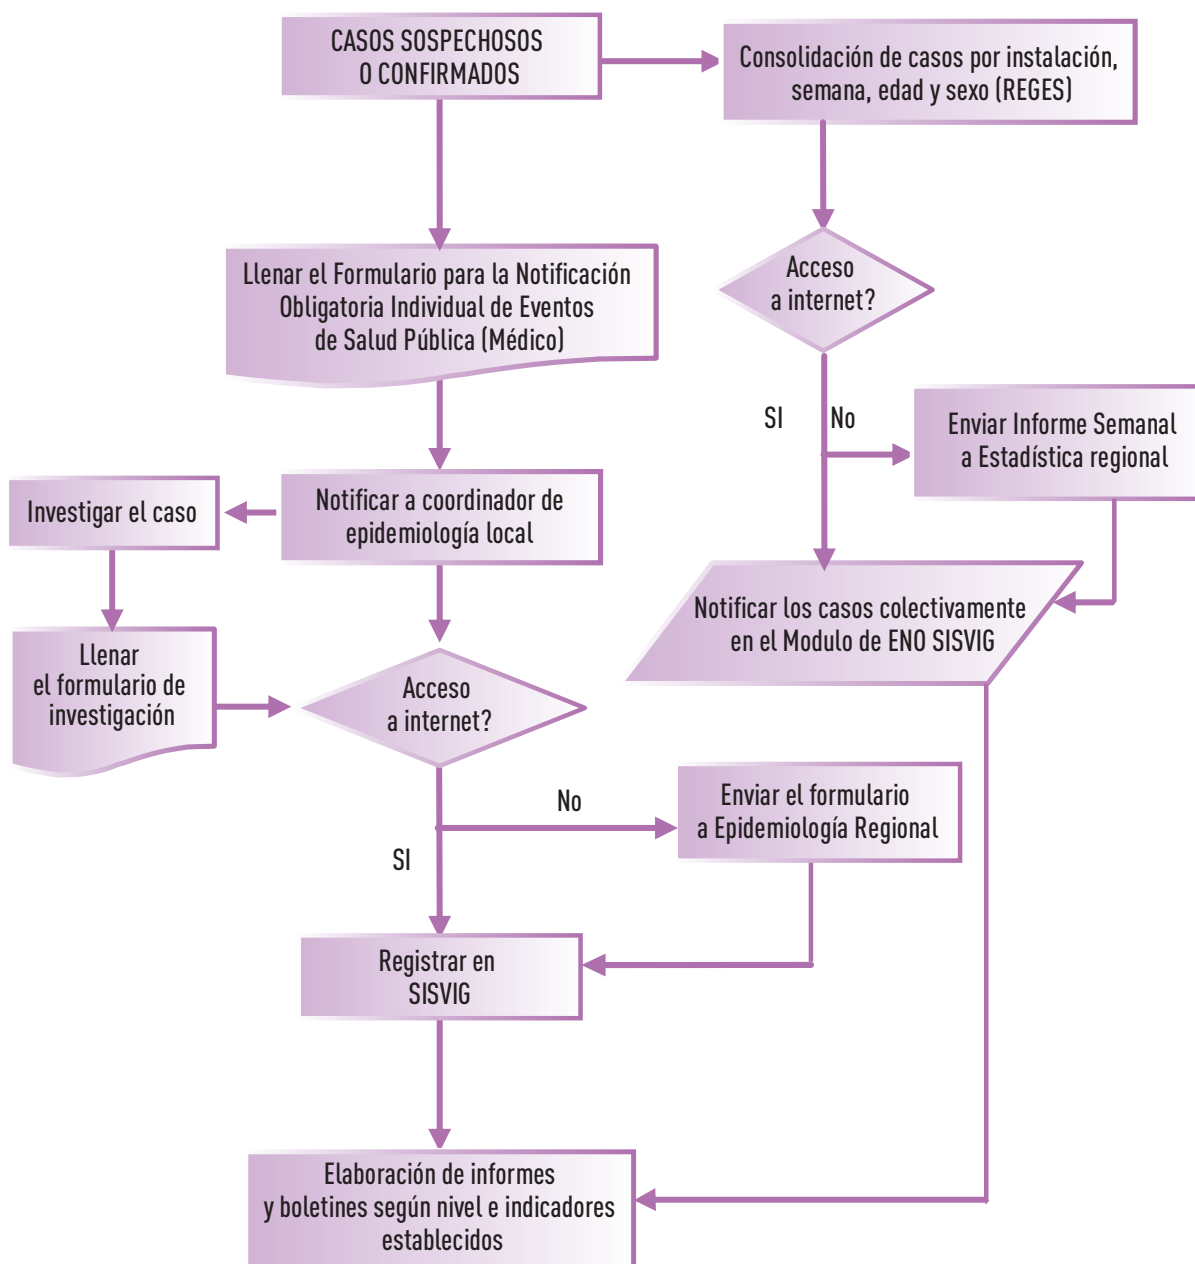 CASOS SOSPECHOSOS
O CONFIRMADOS
Consolidación de casos por instalación,
semana, edad y sexo (REGES)
Llenar el Formulario para la Notificación
Obligatoria Individual de Eventos
de Salud Pública (Médico)
Acceso
a internet?
SI
No
Enviar Informe Semanal
a Estadística regional
Investigar el caso
Notificar a coordinador de
epidemiología local
Notificar los casos colectivamente
en el Modulo de ENO SISVIG
Llenar
el formulario de
investigación
Acceso
a internet?
No
SI
Enviar el formulario
a Epidemiología Regional
Registrar en
SISVIG
Elaboración de informes
y boletines según nivel e indicadores
establecidos